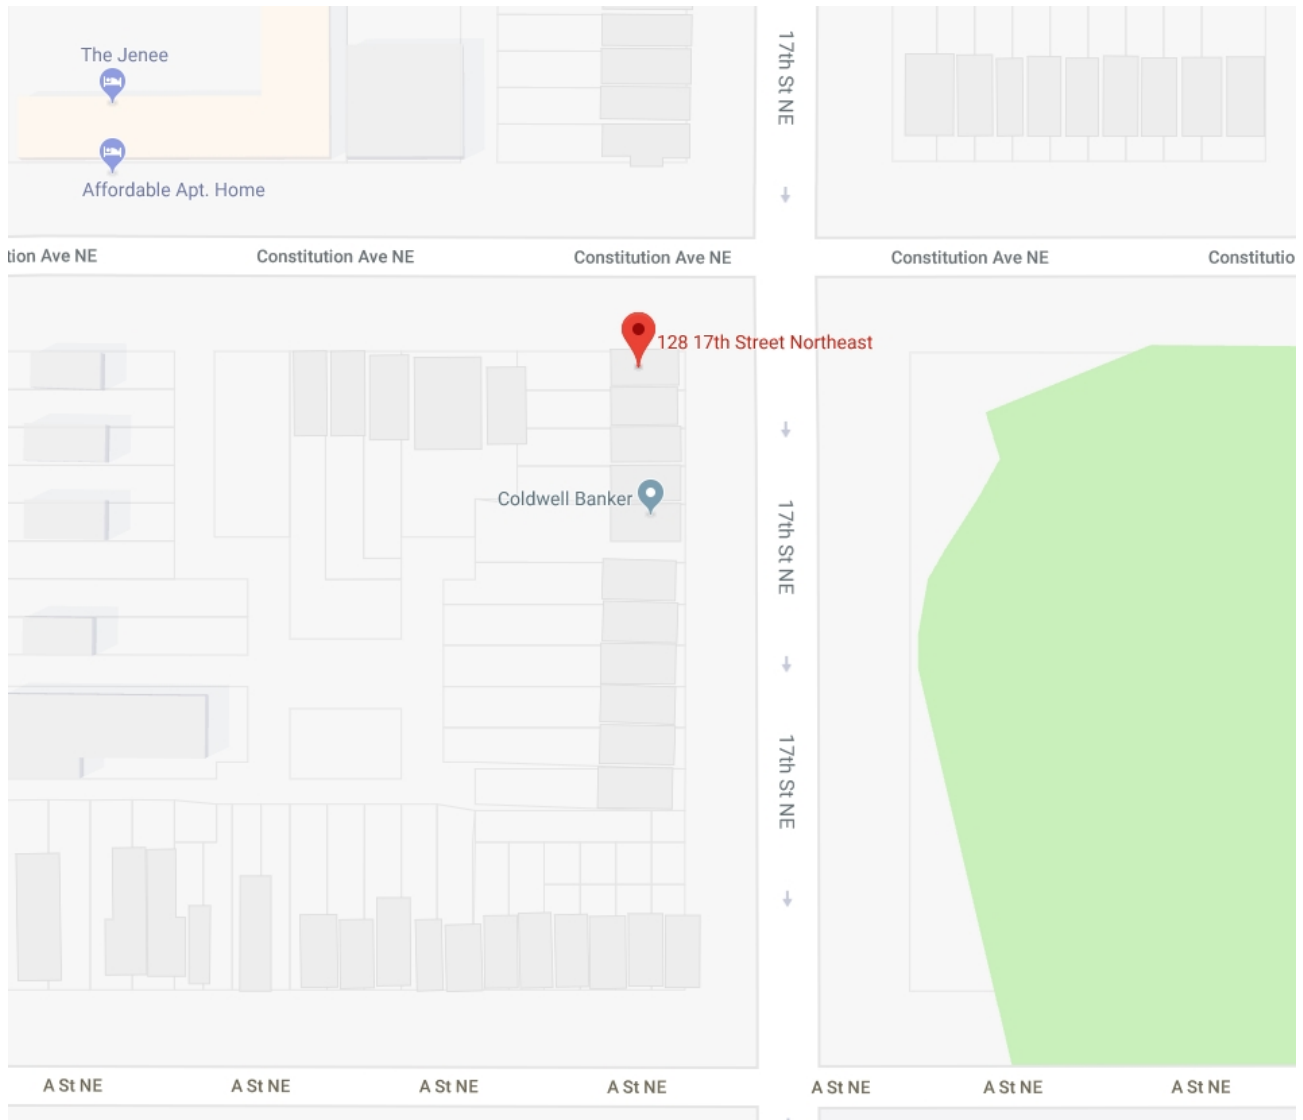 The Jenee
17th St NE
Affordable Apt. Home
tion Ave NE
Constitution Ave NE
Constitution Ave NE
Constitution Ave NE
Constitutio
128 17th Street Northeast
Coldwell Banker
17th St NE
17th St NE
A St NE
A St NE
A St NE
A St NE
A St NE
A St NE
A St NE